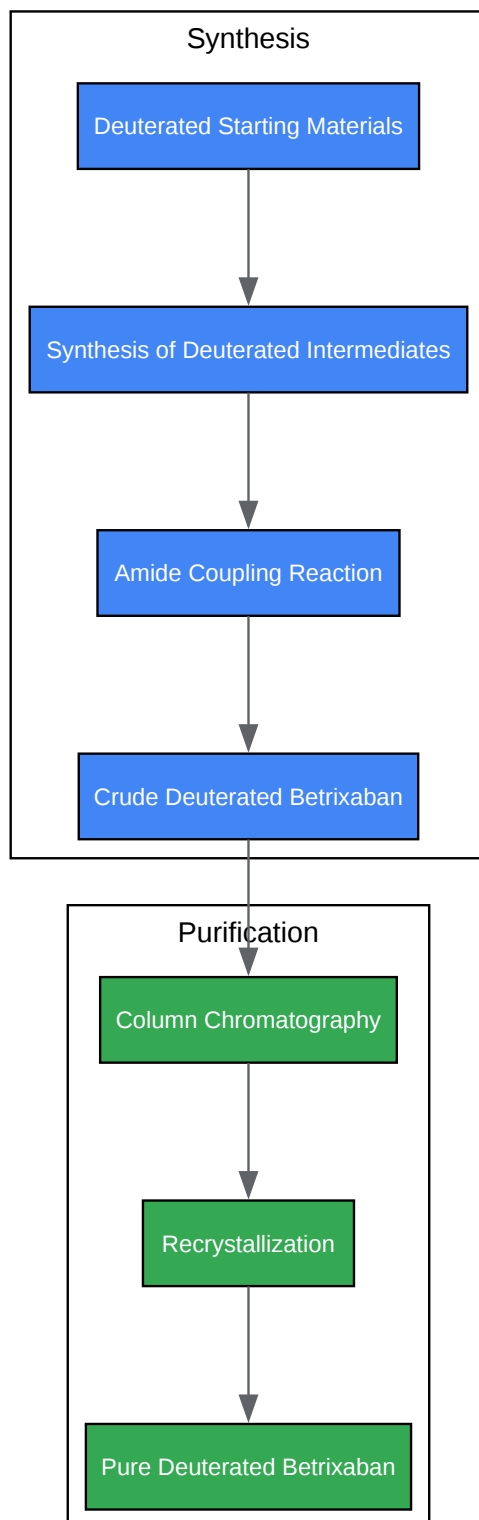 Synthesis
Deuterated Starting Materials
Synthesis of Deuterated Intermediates
Amide Coupling Reaction
Crude Deuterated Betrixaban
Purification
Column Chromatography
Recrystallization
Pure Deuterated Betrixaban